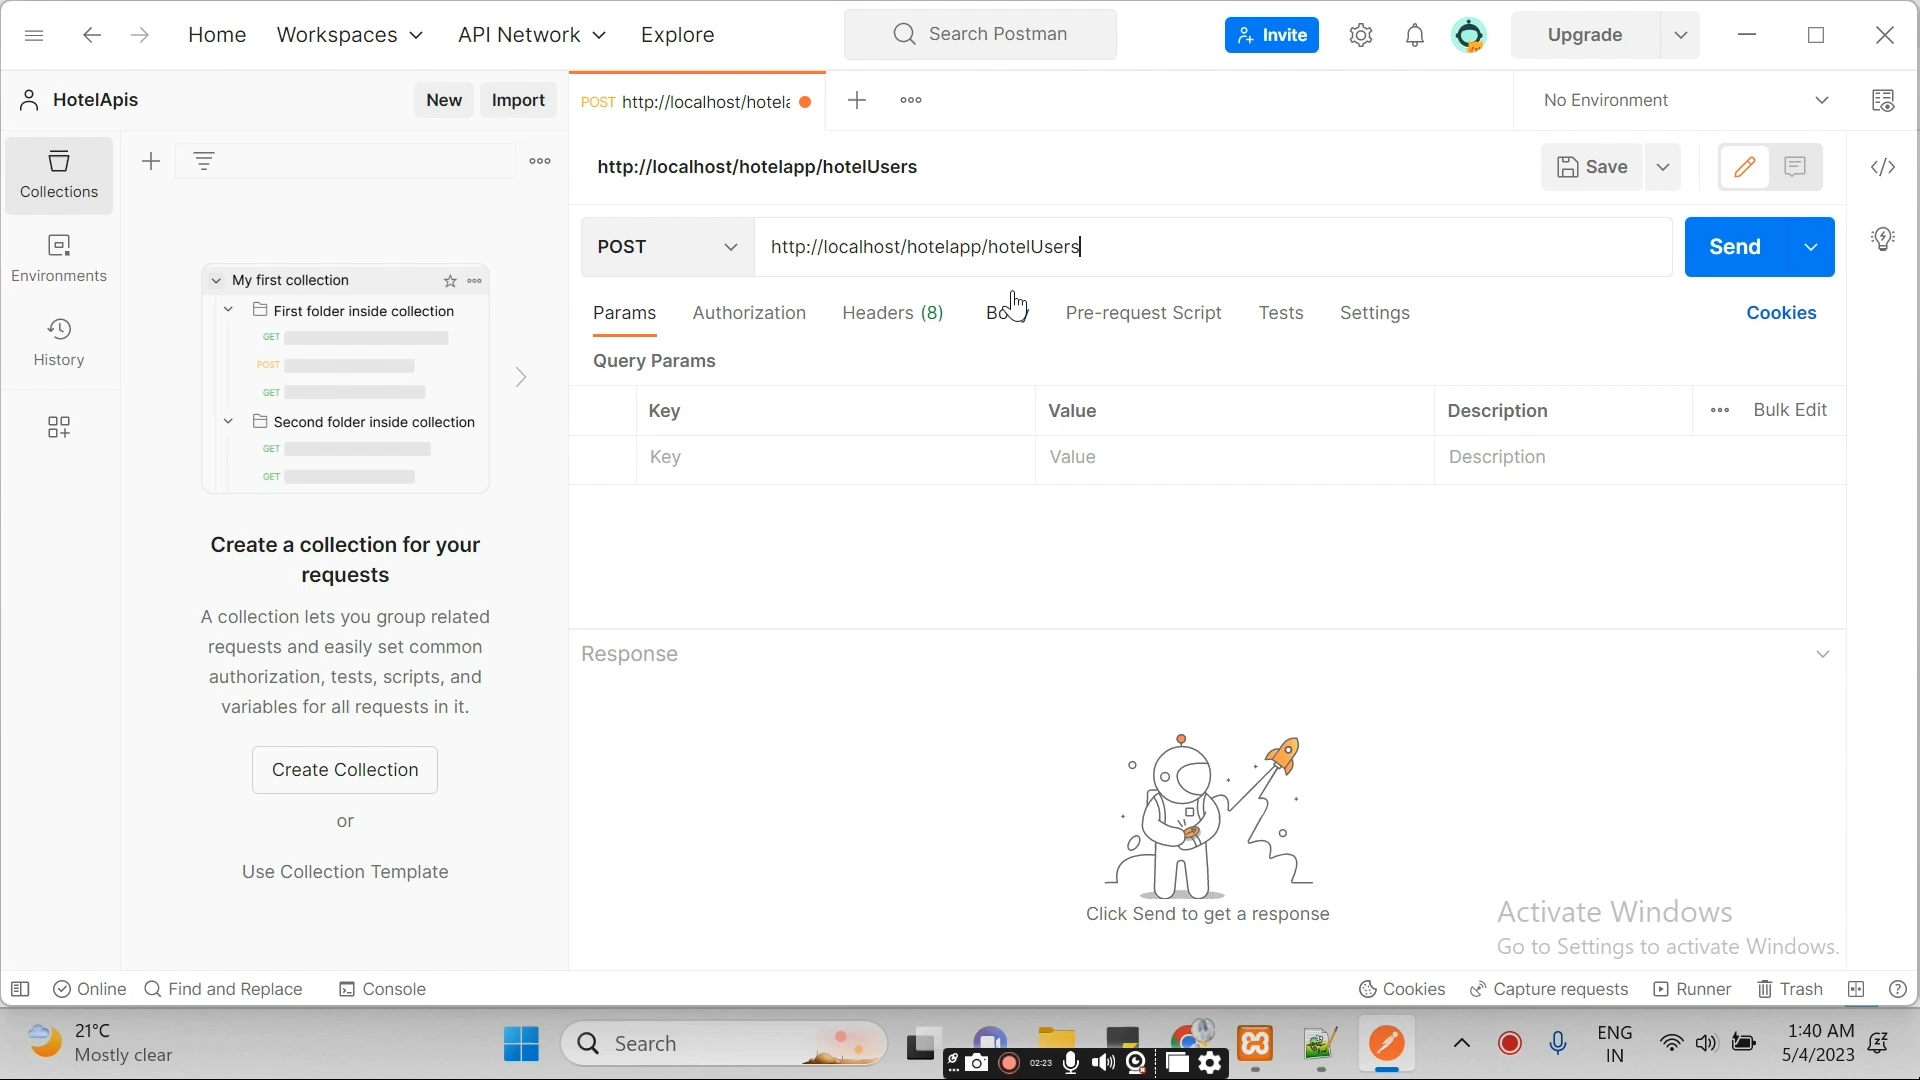 Home
Workspaces
API Network
Explore
Search Postman
Invite
Upgrade
HotelApis
New
Import
POST http://localhost/hotel
No Environment
Collections
Environments
History
http://localhost/hotelapp/hotelUsers
Save
POST
http://localhost/hotelapp/hotelUsers
Send
Params
Authorization
Headers (8)
Pre-request Script
Tests
Settings
Cookies
Query Params
Key
Value
Description
Bulk Edit
Key
Value
Description
My first collection
First folder inside collection
GET
POST
GET
Second folder inside collection
GET
GET
Create a collection for your
requests
A collection lets you group related
requests and easily set common
authorization, tests, scripts, and
variables for all requests in it.
Create Collection
or
Use Collection Template
Response
Click Send to get a response
Activate Windows
Go to Settings to activate Windows.
Online
Find and Replace
Console
Cookies
Capture requests
Runner
Trash
21°C
Mostly clear
Search
02:23
ENG
IN
1:40 AM
5/4/2023